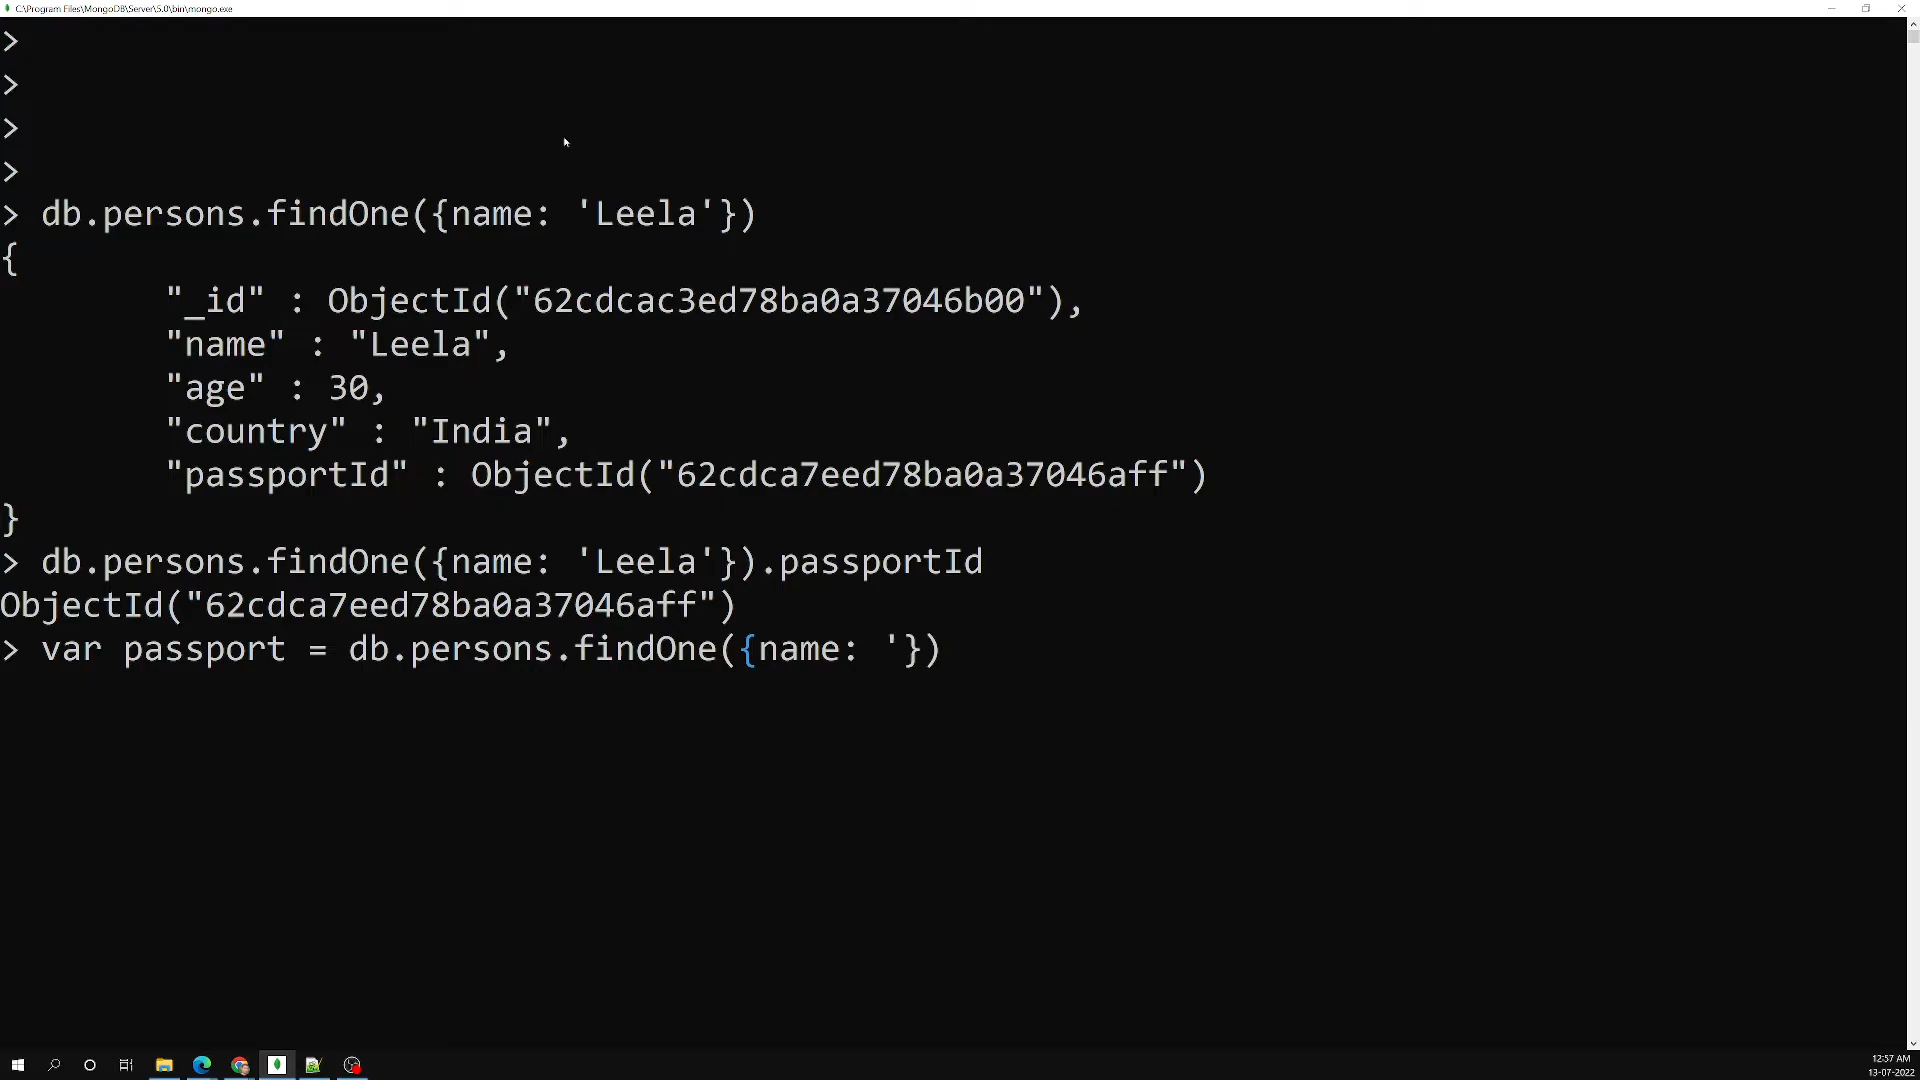 C:\Program Files\MongoDB\Server\5.0\bin\mongo.exe
>
>
>
>
> db.persons.findOne({name: 'Leela'})
{
"_id" : ObjectId("62cdcac3ed78ba0a37046b00"),
"name" : "Leela",
"age" : 30,
"country" : "India",
"passportId" : ObjectId("62cdca7eed78ba0a37046aff")
}
> db.persons.findOne({name: 'Leela'}).passportId
ObjectId("62cdca7eed78ba0a37046aff")
> var passport = db.persons.findOne({name: '})
12:57 AM
13-07-2022